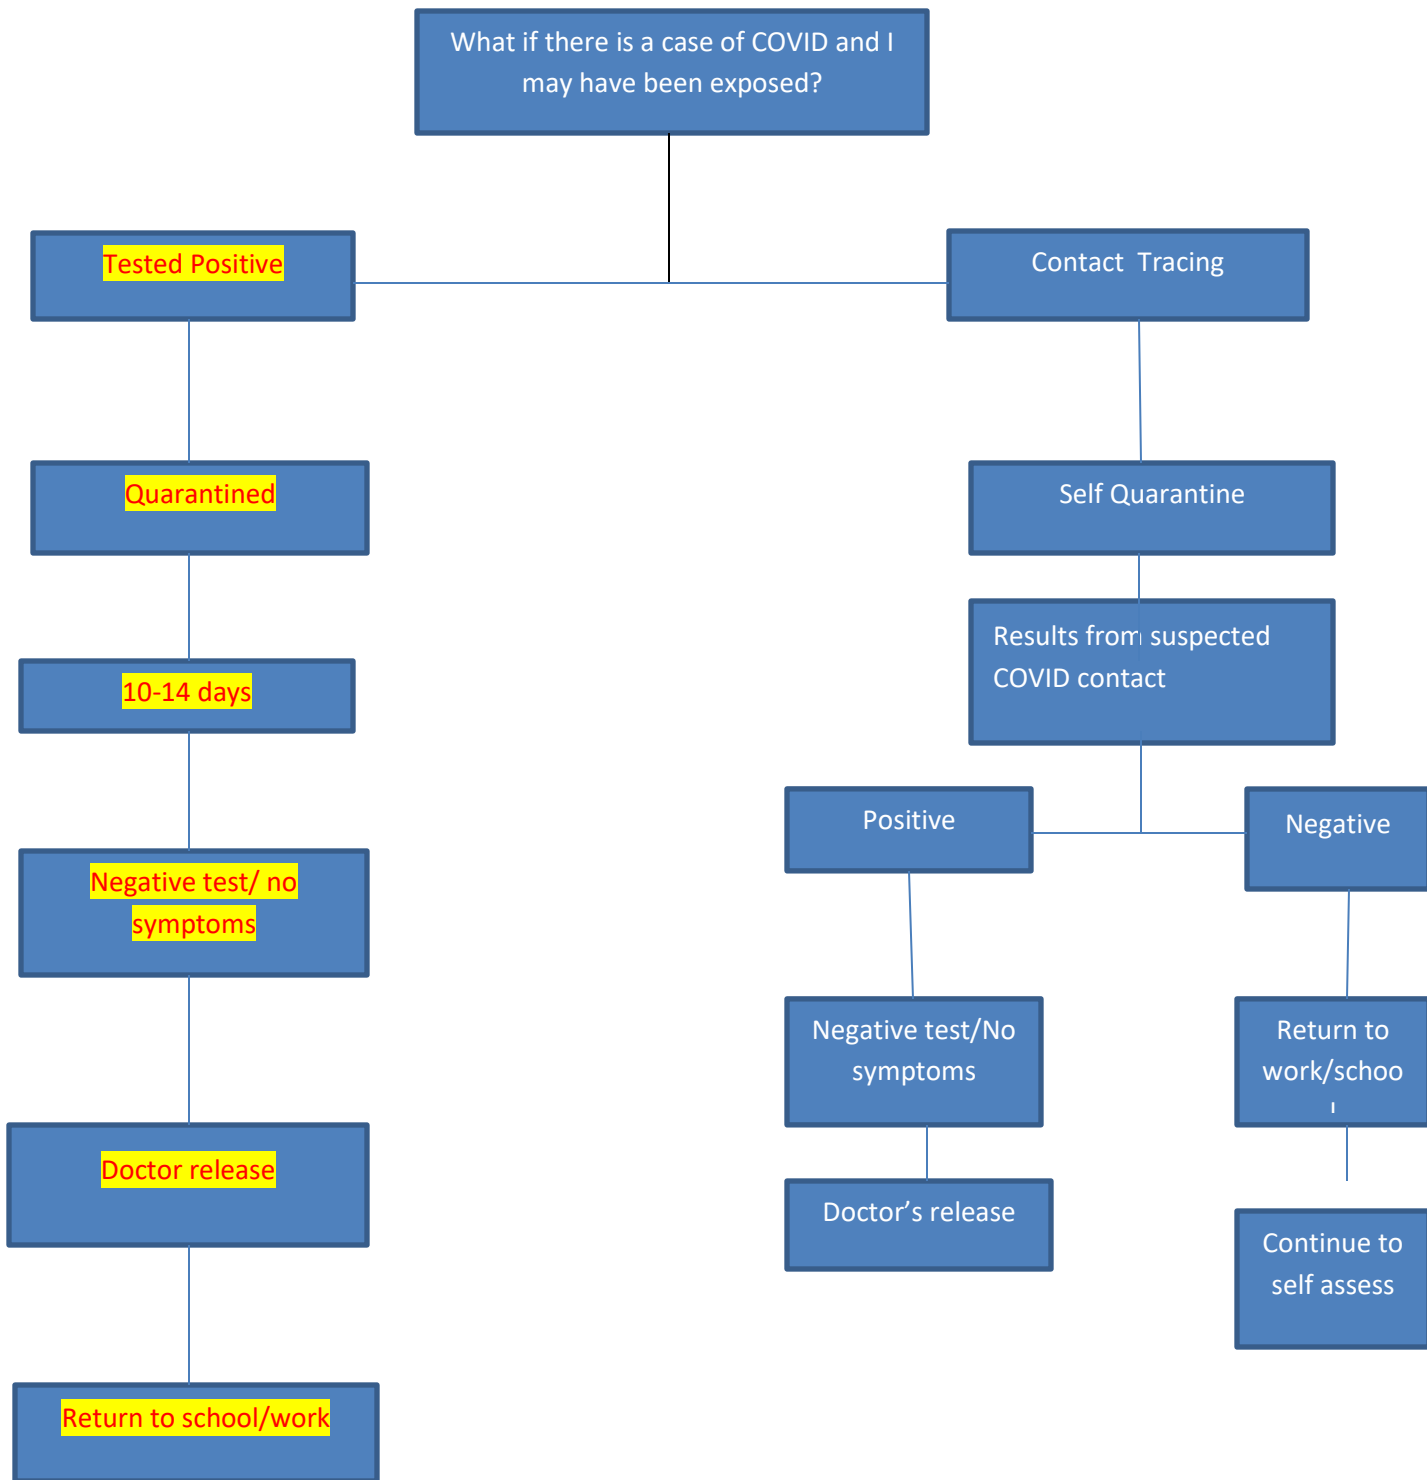 What if there is a case of COVID and I
may have been exposed?
Tested Positive
Contact  Tracing
Quarantined
Self Quarantine
Results from suspected
COVID contact
10-14 days
Positive
Negative
Negative test/ no
symptoms
Negative test/No
symptoms
Return to
work/schoo
l
Doctor release
Doctor’s release
Continue to
self assess
Return to school/work